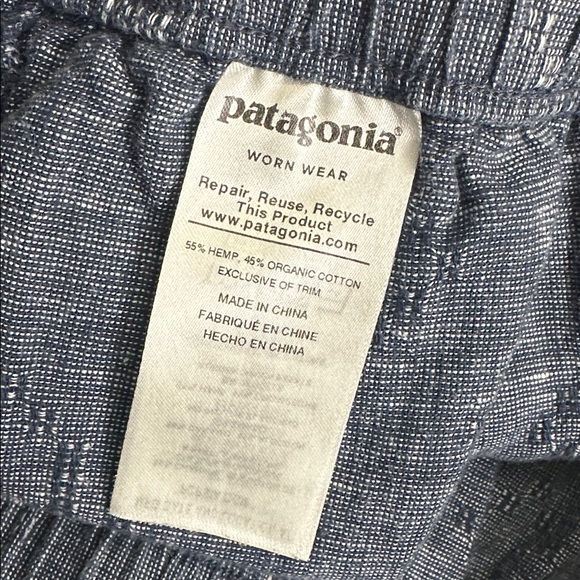 patagonia®
WORN WEAR
Repair, Reuse, Recycle
This Product
www.patagonia.com
55% HEMP, 45% ORGANIC COTTON
EXCLUSIVE OF TRIM
MADE IN CHINA
FABRIQUÉ EN CHINE
HECHO EN CHINA